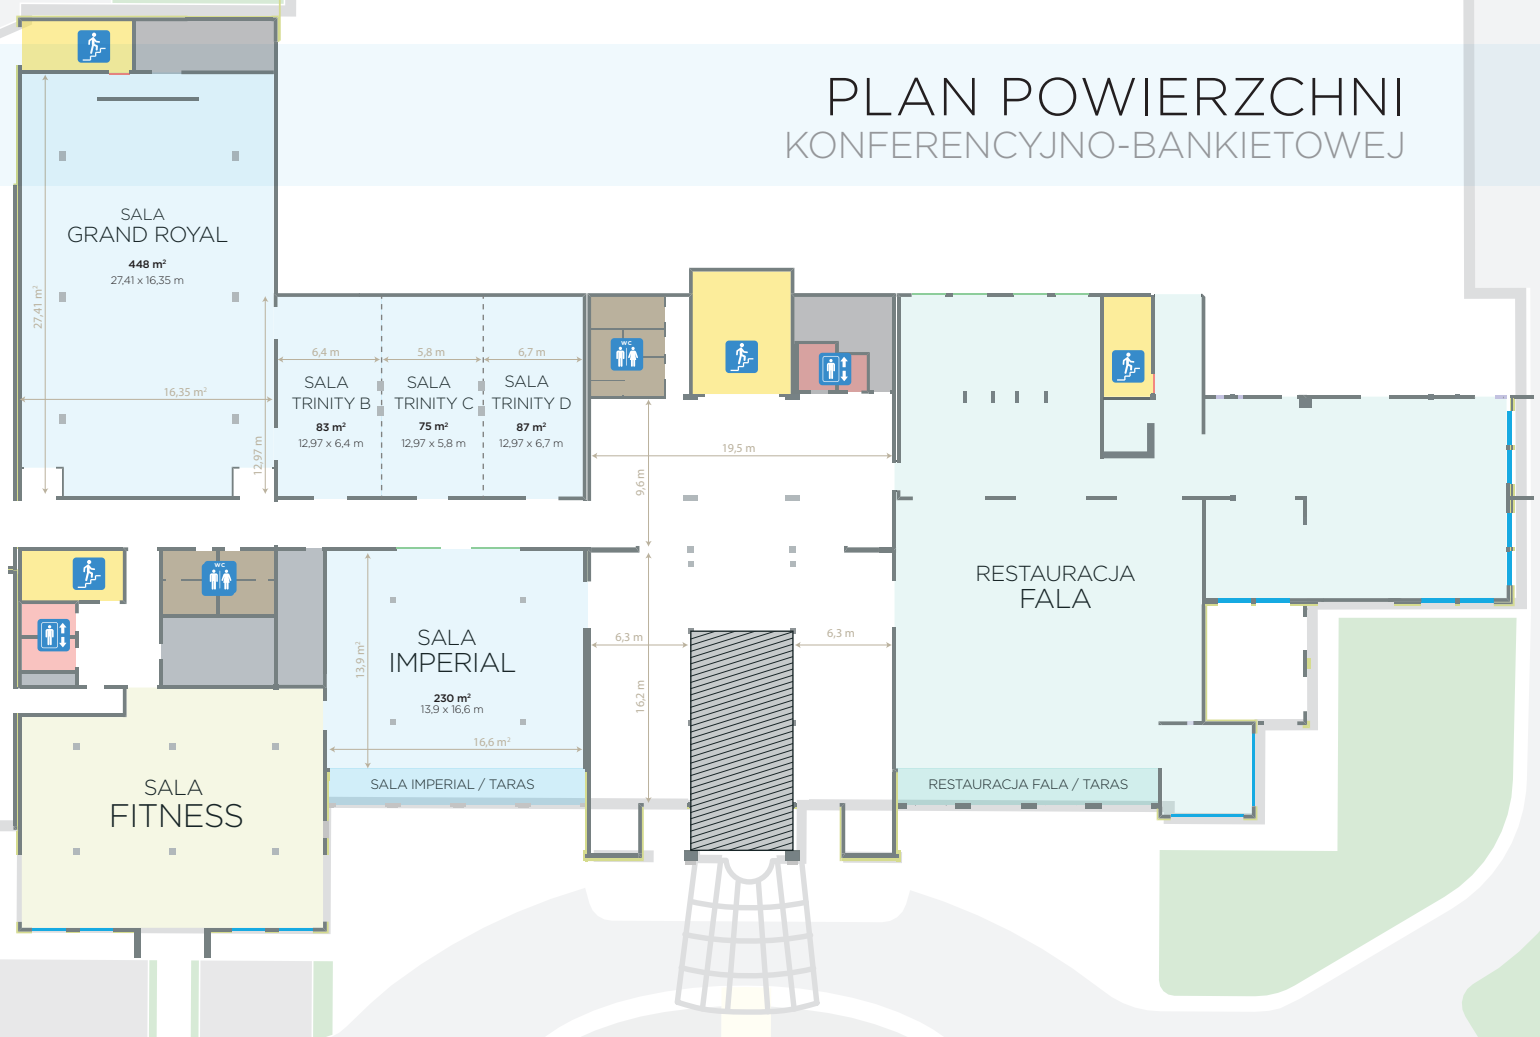 PLAN POWIERZCHNI
KONFERENCYJNO-BANKIETOWEJ
SALA
GRAND ROYAL
448 m²
27,41 x 16,35 m
27,41 m²
16,35 m²
12,97 m
6,4 m
5,8 m
6,7 m
SALA
TRINITY B
83 m²
12,97 x 6,4 m
SALA
TRINITY C
75 m²
12,97 x 5,8 m
SALA
TRINITY D
87 m²
12,97 x 6,7 m
WC
19,5 m
9,6 m
WC
SALA
IMPERIAL
230 m²
13,9 x 16,6 m
13,9 m²
16,6 m²
SALA IMPERIAL / TARAS
6,3 m
6,3 m
16,2 m
RESTAURACJA
FALA
RESTAURACJA FALA / TARAS
SALA
FITNESS